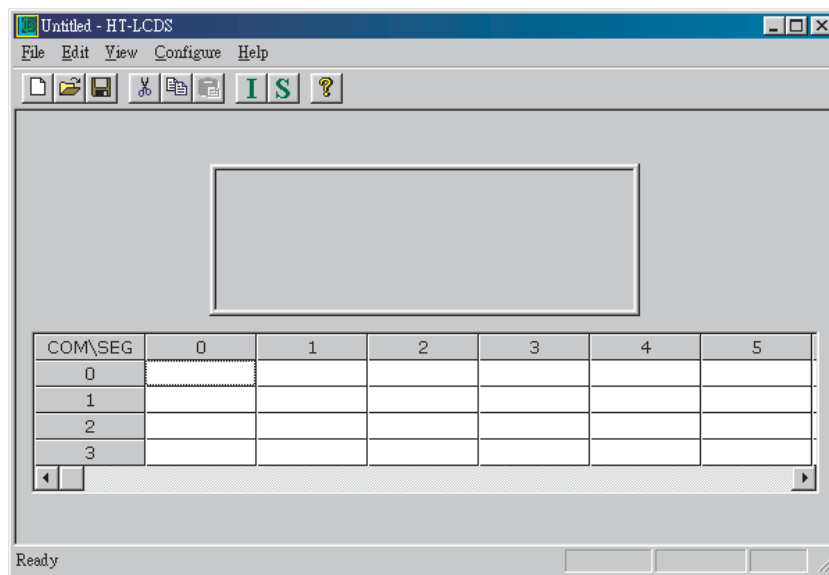 Untitled - HT-LCDS
File Edit View Configure Help
I S ?
COM\SEG 0 1 2 3 4 5
0
1
2
3
Ready